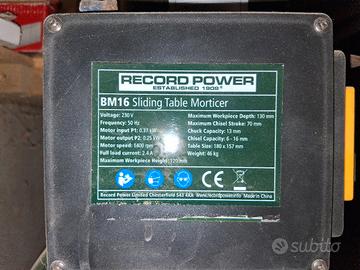 RECORD POWER
ESTABLISHED 1909
BM16 Sliding Table Morticer
Voltage: 230 V
Frequency: 50 Hz
Motor input P1: 0.37 kW
Motor output P2: 0.25 kW
Motor speed: 1400 rpm
Full load current: 2.4 A
Maximum Workpiece Height: 120 mm
Maximum Workpiece Depth: 130 mm
Maximum Chisel Stroke: 70 mm
Chuck Capacity: 13 mm
Chisel Capacity: 6 - 16 mm
Table Size: 180 x 157 mm
Weight: 46 kg
Record Power Limited Chesterfield S43 4XA www.recordpower.info Made in China
subito